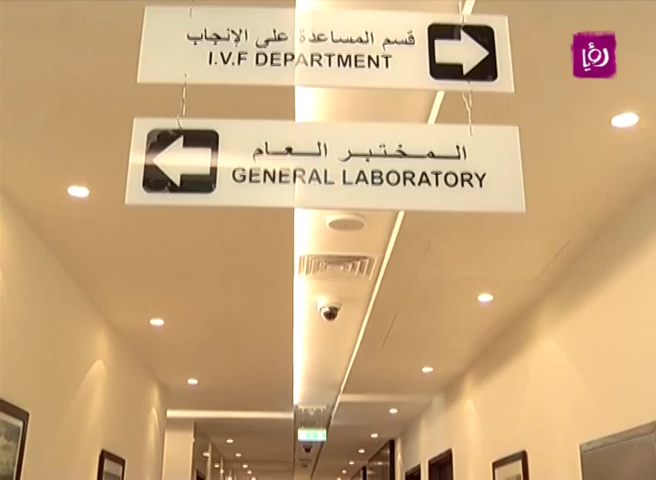 قسم المساعدة على الإنجاب
I.V.F DEPARTMENT
المختبر العام
GENERAL LABORATORY
رؤيا